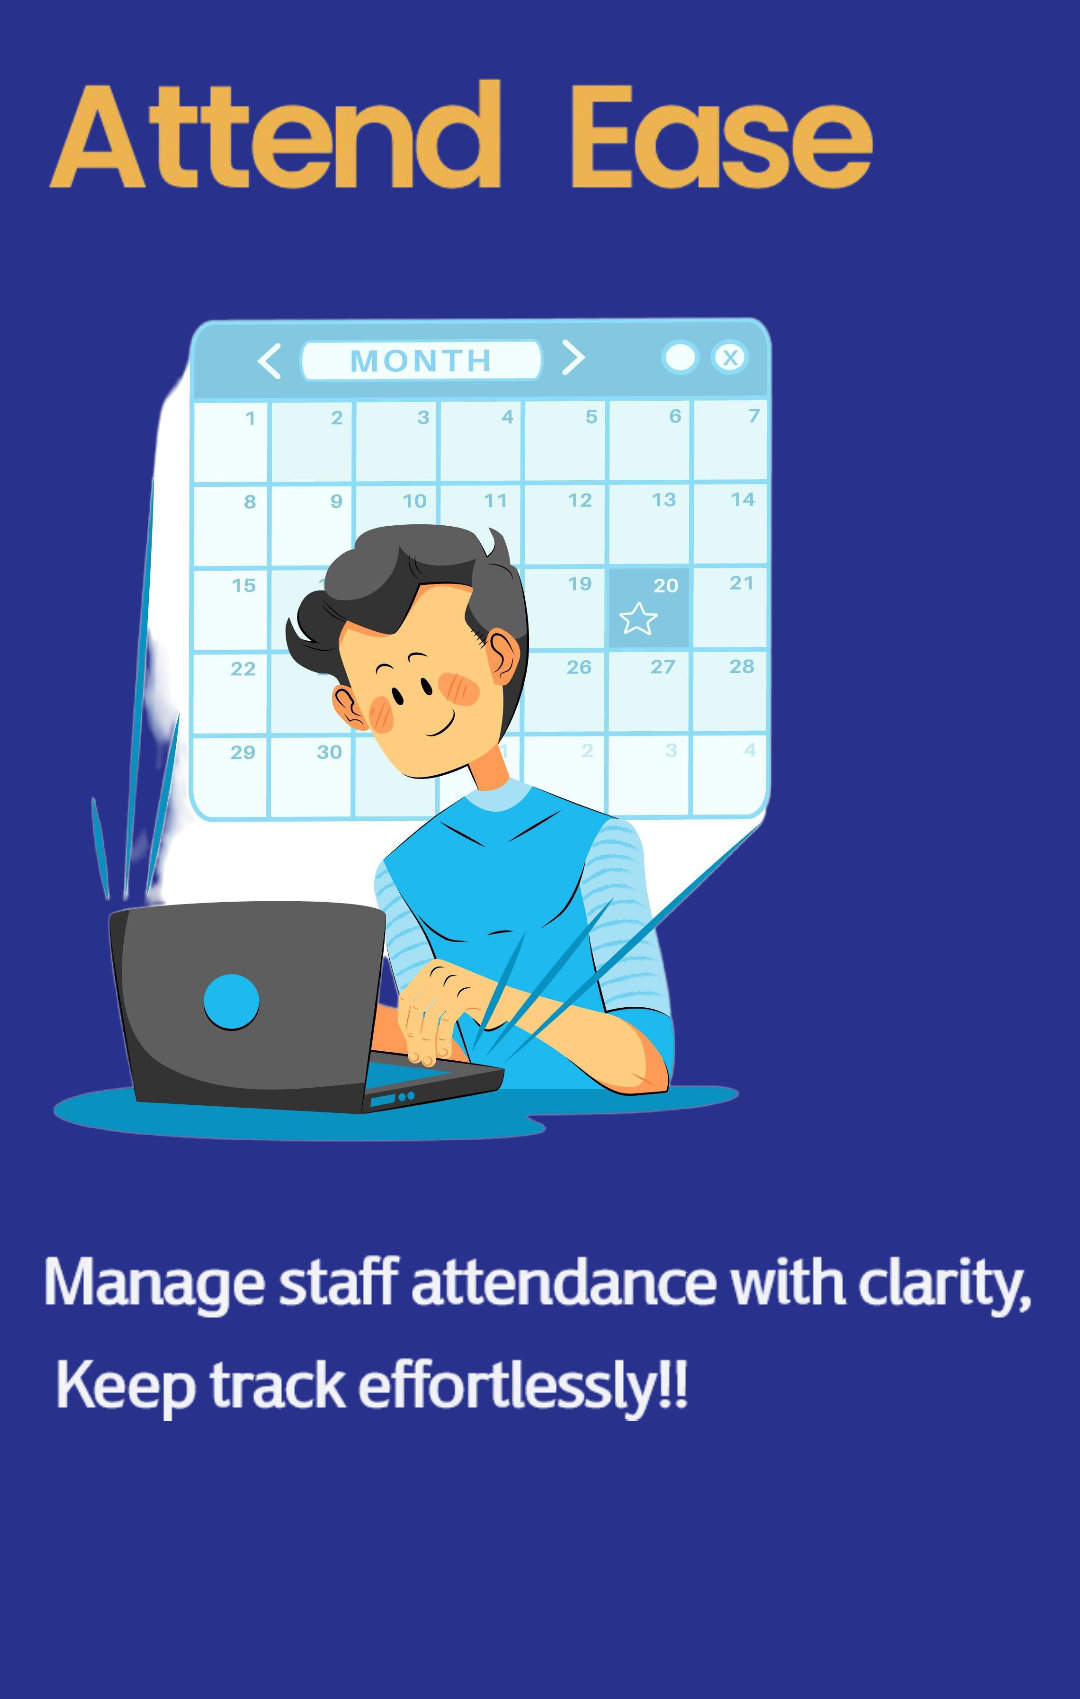 Attend Ease
MONTH X
1 2 3 4 5 6 7
8 9 10 11 12 13 14
15 19 20 21
22 26 27 28
29 30 1 2 3 4
Manage staff attendance with clarity,
Keep track effortlessly!!